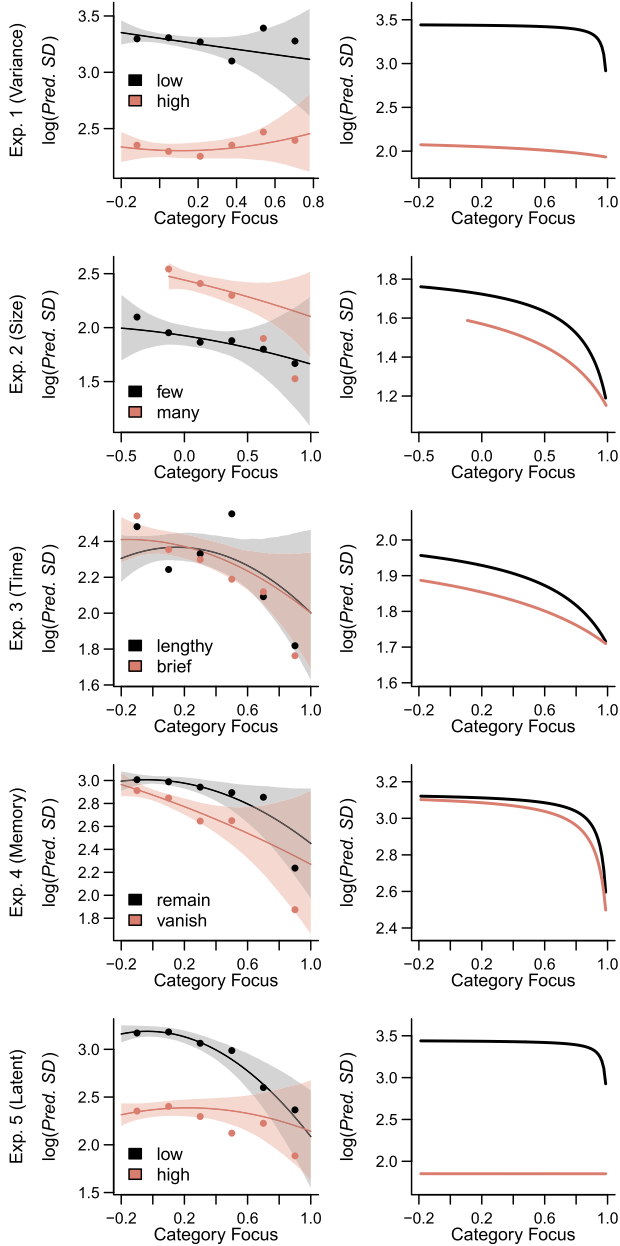 Exp. 1 (Variance)
log(Pred. SD)
3.5
3.0
2.5
low
high
−0.2 0.0 0.2 0.4 0.6 0.8
Category Focus
log(Pred. SD)
3.5
3.0
2.5
2.0
−0.2 0.2 0.6 1.0
Category Focus
Exp. 2 (Size)
log(Pred. SD)
2.5
2.0
1.5
few
many
−0.5 0.0 0.5 1.0
Category Focus
log(Pred. SD)
1.8
1.6
1.4
1.2
−0.5 0.0 0.5 1.0
Category Focus
Exp. 3 (Time)
log(Pred. SD)
2.4
2.2
2.0
1.8
1.6
lengthy
brief
−0.2 0.2 0.6 1.0
Category Focus
log(Pred. SD)
2.0
1.9
1.8
1.7
1.6
−0.2 0.2 0.6 1.0
Category Focus
Exp. 4 (Memory)
log(Pred. SD)
3.0
2.8
2.6
2.4
2.2
2.0
1.8
remain
vanish
−0.2 0.2 0.6 1.0
Category Focus
log(Pred. SD)
3.2
3.0
2.8
2.6
2.4
−0.2 0.2 0.6 1.0
Category Focus
Exp. 5 (Latent)
log(Pred. SD)
3.0
2.5
2.0
1.5
low
high
−0.2 0.2 0.6 1.0
Category Focus
log(Pred. SD)
3.5
3.0
2.5
2.0
−0.2 0.2 0.6 1.0
Category Focus